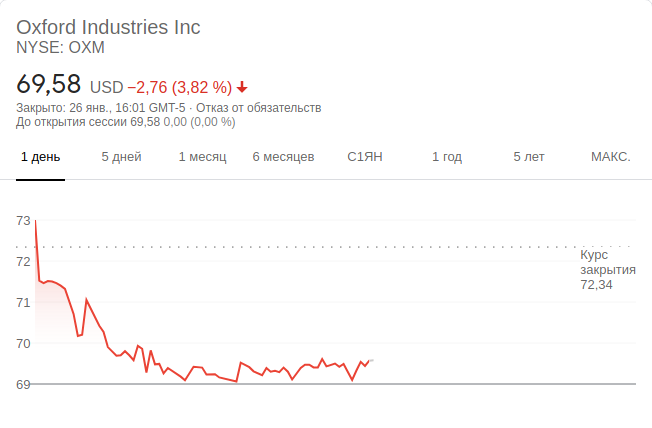 Oxford Industries Inc
NYSE: OXM
69,58 USD −2,76 (3,82 %)
Закрыто: 26 янв., 16:01 GMT-5 · Отказ от обязательств
До открытия сессии 69,58 0,00 (0,00 %)
1 день 5 дней 1 месяц 6 месяцев С1ЯН 1 год 5 лет МАКС.
73
72
71
70
69
Курс
закрытия
72,34